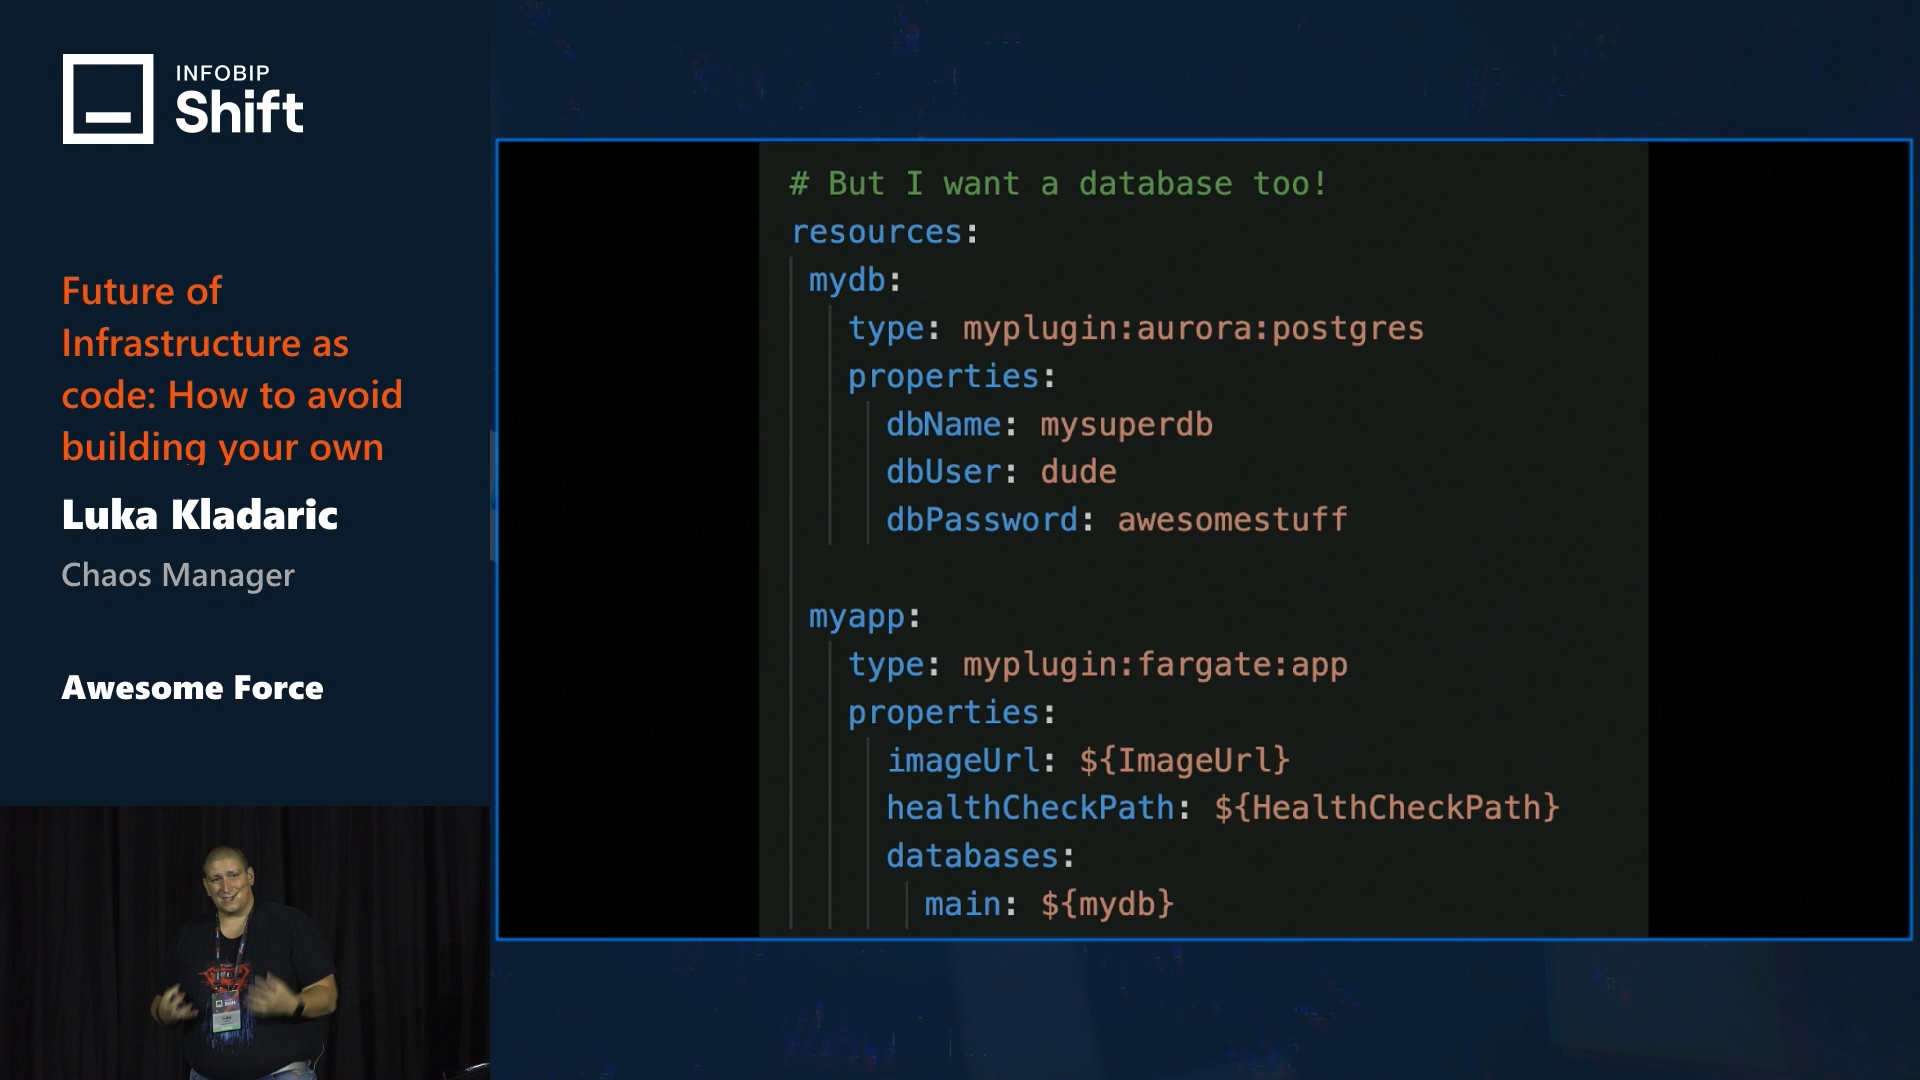 INFOBIP
Shift
Future of
Infrastructure as
code: How to avoid
building your own
Luka Kladaric
Chaos Manager
Awesome Force
# But I want a database too!
resources:
mydb:
type: myplugin:aurora:postgres
properties:
dbName: mysuperdb
dbUser: dude
dbPassword: awesomestuff
myapp:
type: myplugin:fargate:app
properties:
imageUrl: ${ImageUrl}
healthCheckPath: ${HealthCheckPath}
databases:
main: ${mydb}